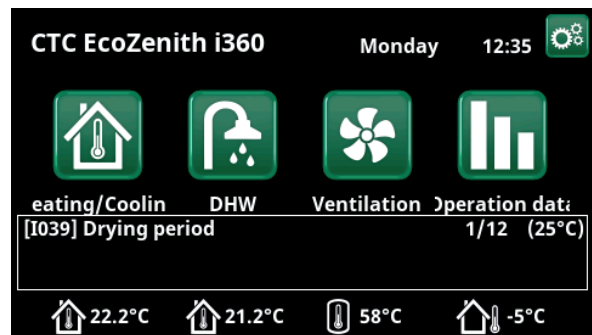 CTC EcoZenith i360 Monday 12:35
eating/Coolin DHW Ventilation Operation data
[I039] Drying period 1/12 (25°C)
22.2°C 21.2°C 58°C -5°C